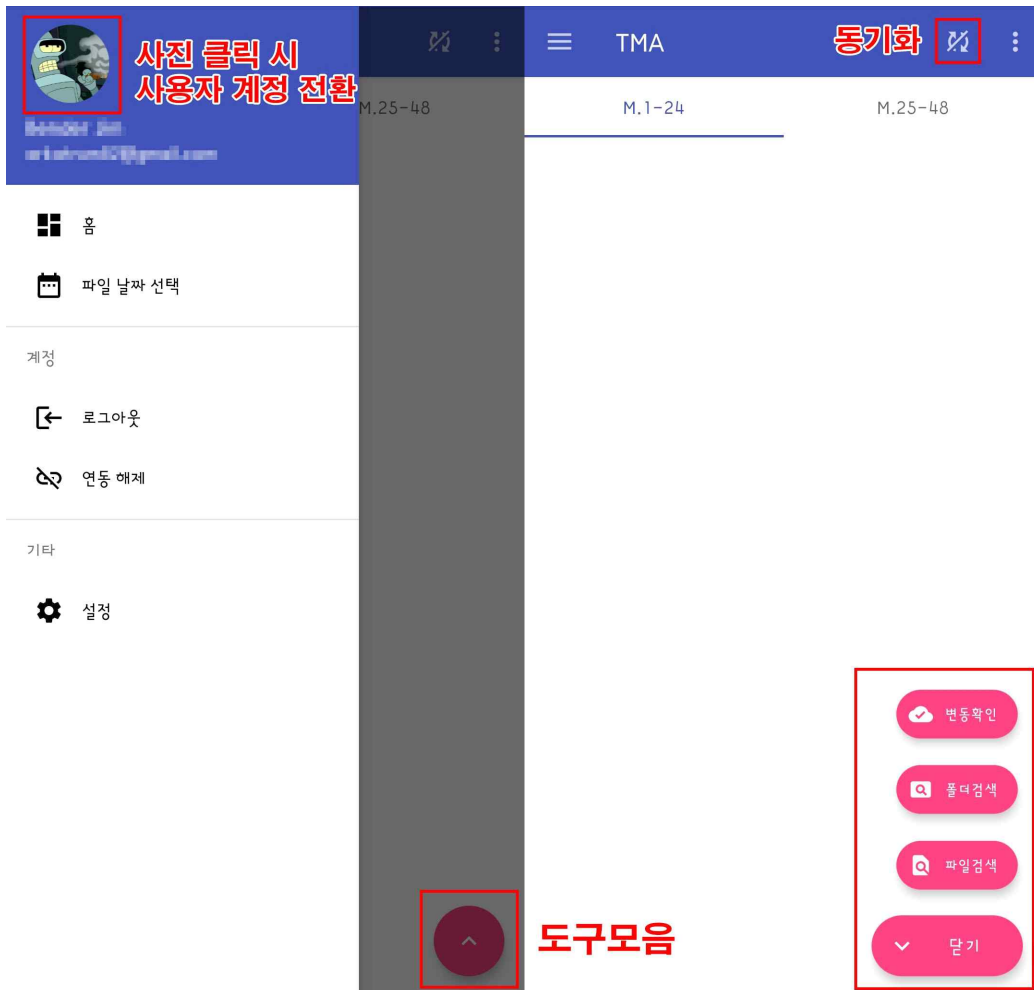 사진 클릭 시
사용자 계정 전환
M.25-48
홈
파일 날짜 선택
계정
로그아웃
연동 해제
기타
설정
TMA
동기화
M.1-24
M.25-48
변동확인
폴더검색
파일검색
닫기
도구모음